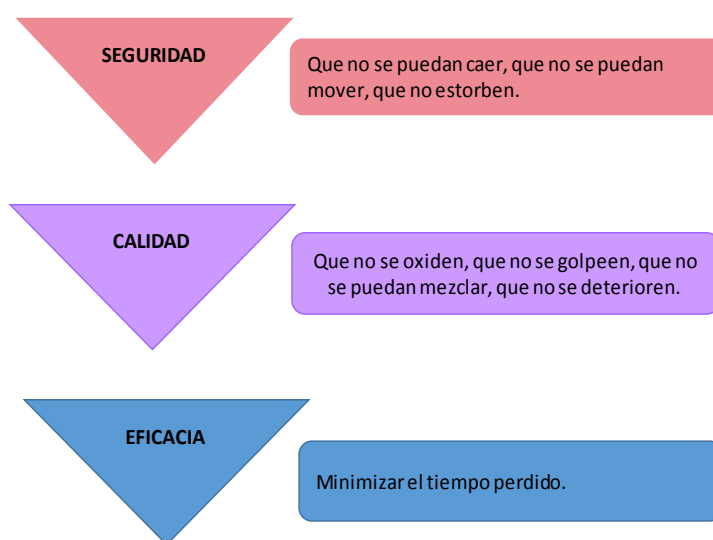 SEGURIDAD
Que no se puedan caer, que no se puedan
mover, que no estorben.
CALIDAD
Que no se oxiden, que no se golpeen, que no
se puedan mezclar, que no se deterioren.
EFICACIA
Minimizar el tiempo perdido.